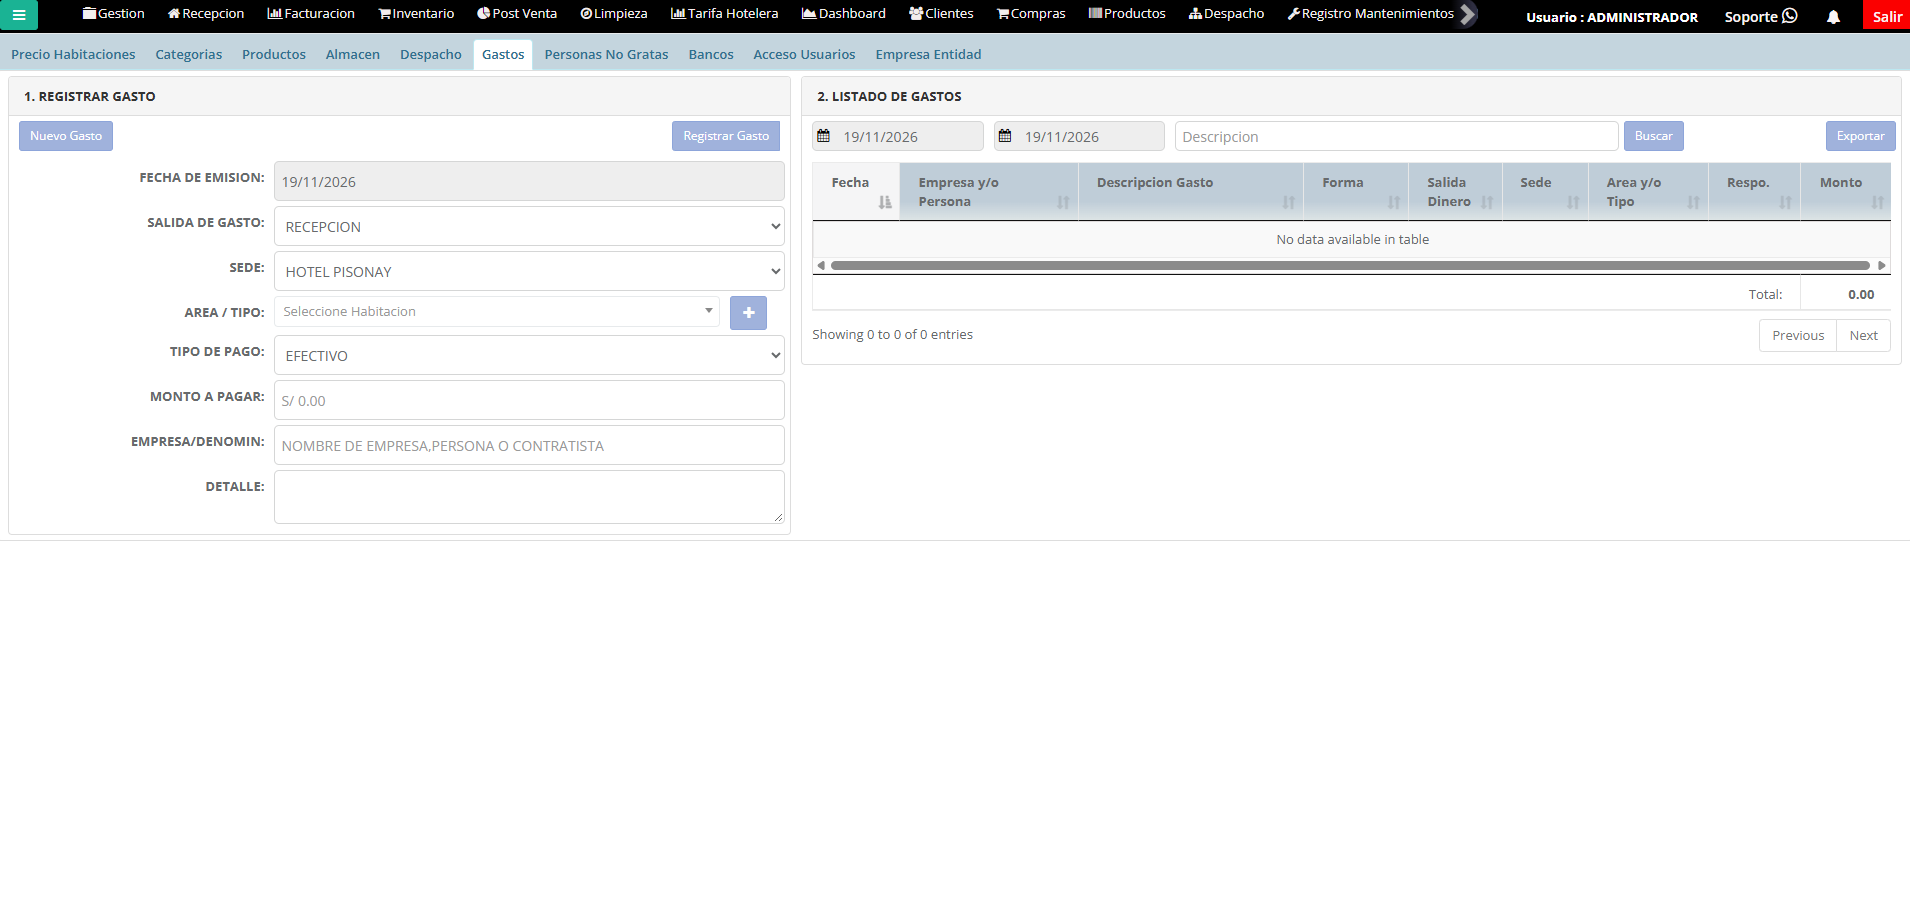 Gestion Recepcion Facturacion Inventario Post Venta Limpieza Tarifa Hotelera Dashboard Clientes Compras Productos Despacho Registro Mantenimientos Usuario : ADMINISTRADOR Soporte Salir
Precio Habitaciones Categorias Productos Almacen Despacho Gastos Personas No Gratas Bancos Acceso Usuarios Empresa Entidad
1. REGISTRAR GASTO
Nuevo Gasto Registrar Gasto
FECHA DE EMISION: 19/11/2026
SALIDA DE GASTO: RECEPCION
SEDE: HOTEL PISONAY
AREA / TIPO: Seleccione Habitacion
TIPO DE PAGO: EFECTIVO
MONTO A PAGAR: S/ 0.00
EMPRESA/DENOMIN: NOMBRE DE EMPRESA,PERSONA O CONTRATISTA
DETALLE:
2. LISTADO DE GASTOS
19/11/2026 19/11/2026 Descripcion Buscar Exportar
Fecha Empresa y/o Descripcion Gasto Forma Salida Sede Area y/o Respo. Monto
Persona Dinero Tipo
No data available in table
Total: 0.00
Showing 0 to 0 of 0 entries
Previous Next